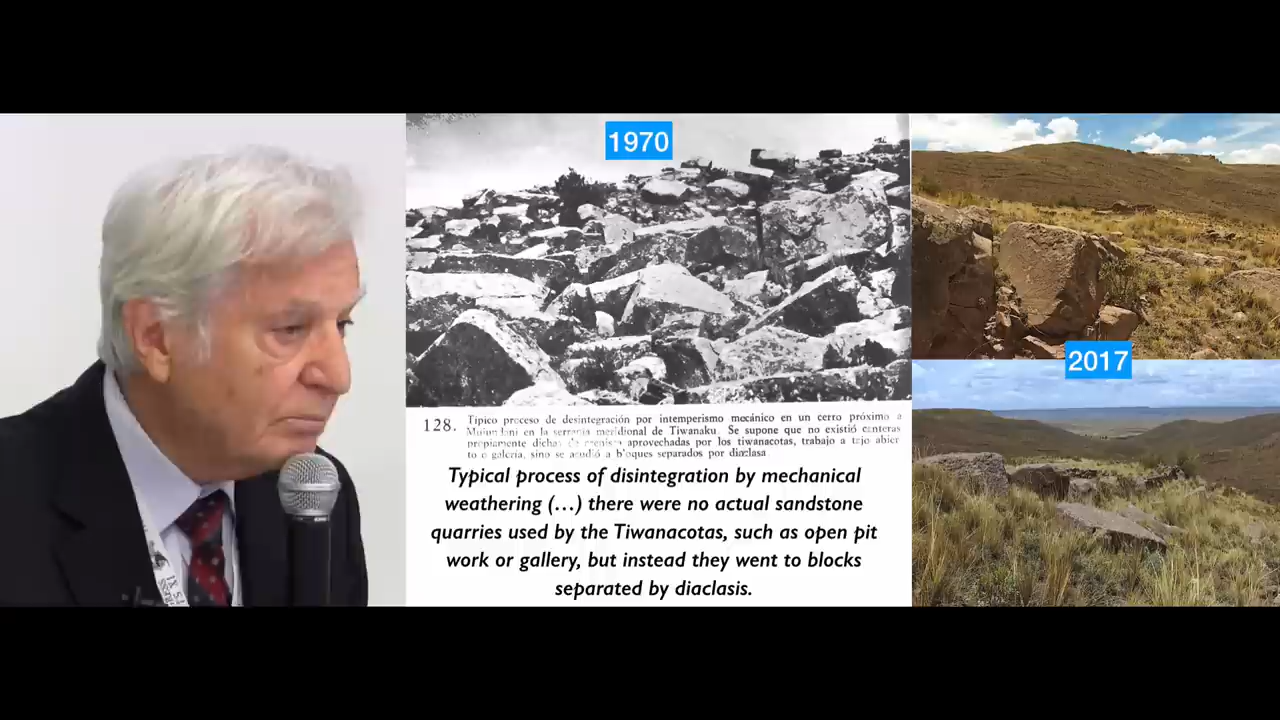 1970
128. Típico proceso de desintegración por intemperismo mecánico en un cerro próximo a
en la serranía meridional de Tiwanaku. Se supone que no existió canteras
propiamente dichas de arenisca aprovechadas por los tiwanacotas, trabajo a tajo abier
to o galería, sino se acudió a bloques separados por diaclasa
Typical process of disintegration by mechanical
weathering (…) there were no actual sandstone
quarries used by the Tiwanacotas, such as open pit
work or gallery, but instead they went to blocks
separated by diaclasis.
2017